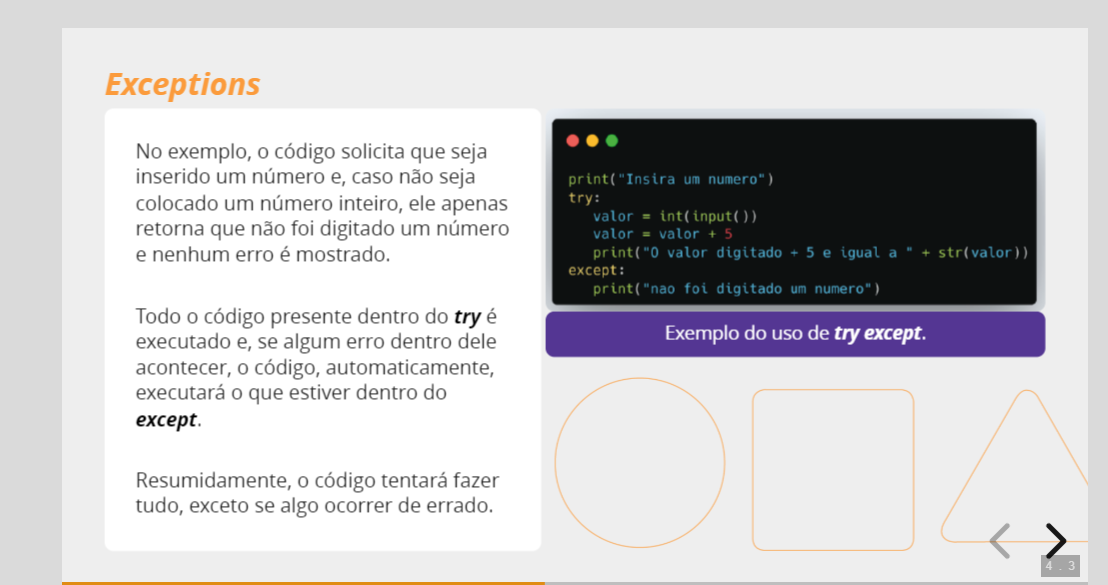 Exceptions
No exemplo, o código solicita que seja
inserido um número e, caso não seja
colocado um número inteiro, ele apenas
retorna que não foi digitado um número
e nenhum erro é mostrado.
Todo o código presente dentro do try é
executado e, se algum erro dentro dele
acontecer, o código, automaticamente,
executará o que estiver dentro do
except.
Resumidamente, o código tentará fazer
tudo, exceto se algo ocorrer de errado.
print("Insira um numero")
try:
valor = int(input())
valor = valor + 5
print("O valor digitado + 5 e igual a " + str(valor))
except:
print("nao foi digitado um numero")
Exemplo do uso de try except.
4 . 3